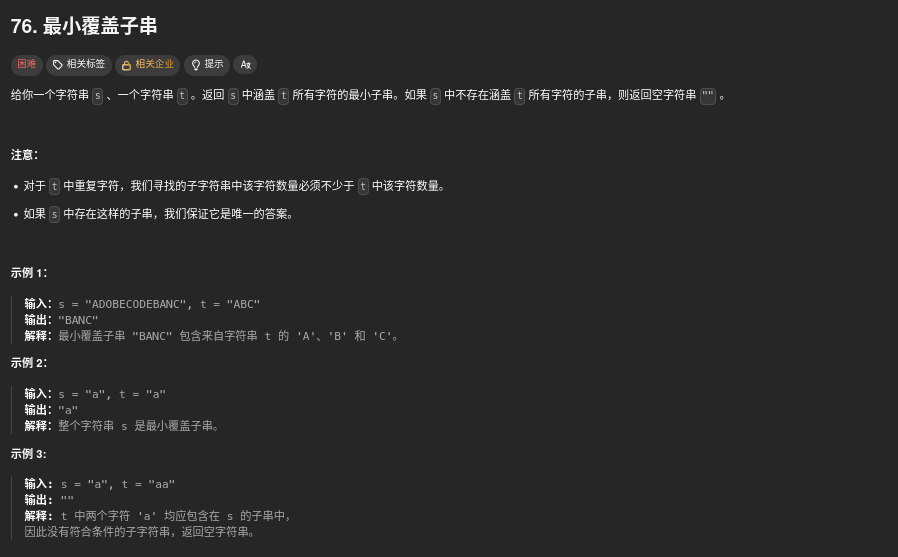 76. 最小覆盖子串
困难 相关标签 相关企业 提示 Aあ
给你一个字符串 s 、一个字符串 t 。返回 s 中涵盖 t 所有字符的最小子串。如果 s 中不存在涵盖 t 所有字符的子串，则返回空字符串 "" 。
注意：
• 对于 t 中重复字符，我们寻找的子字符串中该字符数量必须不少于 t 中该字符数量。
• 如果 s 中存在这样的子串，我们保证它是唯一的答案。
示例 1：
输入：s = "ADOBECODEBANC", t = "ABC"
输出："BANC"
解释：最小覆盖子串 "BANC" 包含来自字符串 t 的 'A'、'B' 和 'C'。
示例 2：
输入：s = "a", t = "a"
输出："a"
解释：整个字符串 s 是最小覆盖子串。
示例 3:
输入: s = "a", t = "aa"
输出: ""
解释: t 中两个字符 'a' 均应包含在 s 的子串中，
因此没有符合条件的子字符串，返回空字符串。